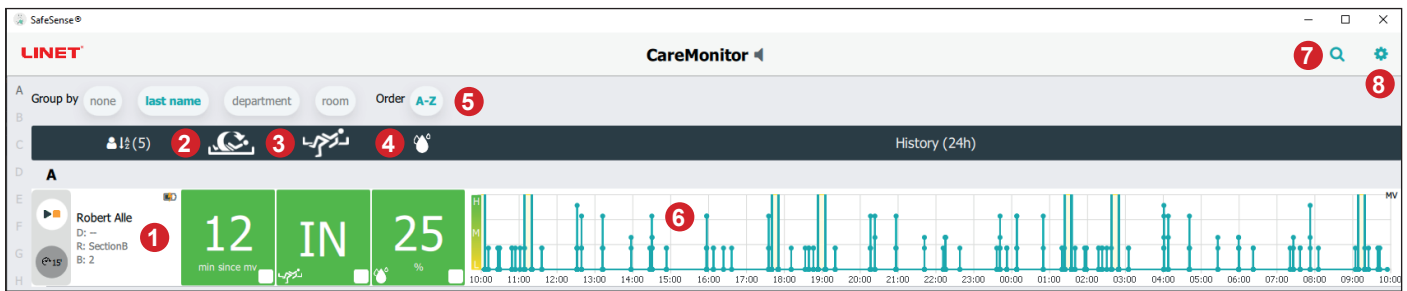 SafeSense®
LINET
CareMonitor
7
8
A
Group by none last name department room Order A-Z 5
B
C
(5) 2 3 4 History (24h)
D
A
E
F
G
H
Robert Alle
D: --
R: SectionB
B: 2
15'
1
12
min since mv
IN
25
%
H
M
L
6
MV
10:00 11:00 12:00 13:00 14:00 15:00 16:00 17:00 18:00 19:00 20:00 21:00 22:00 23:00 00:00 01:00 02:00 03:00 04:00 05:00 06:00 07:00 08:00 09:00 10:00